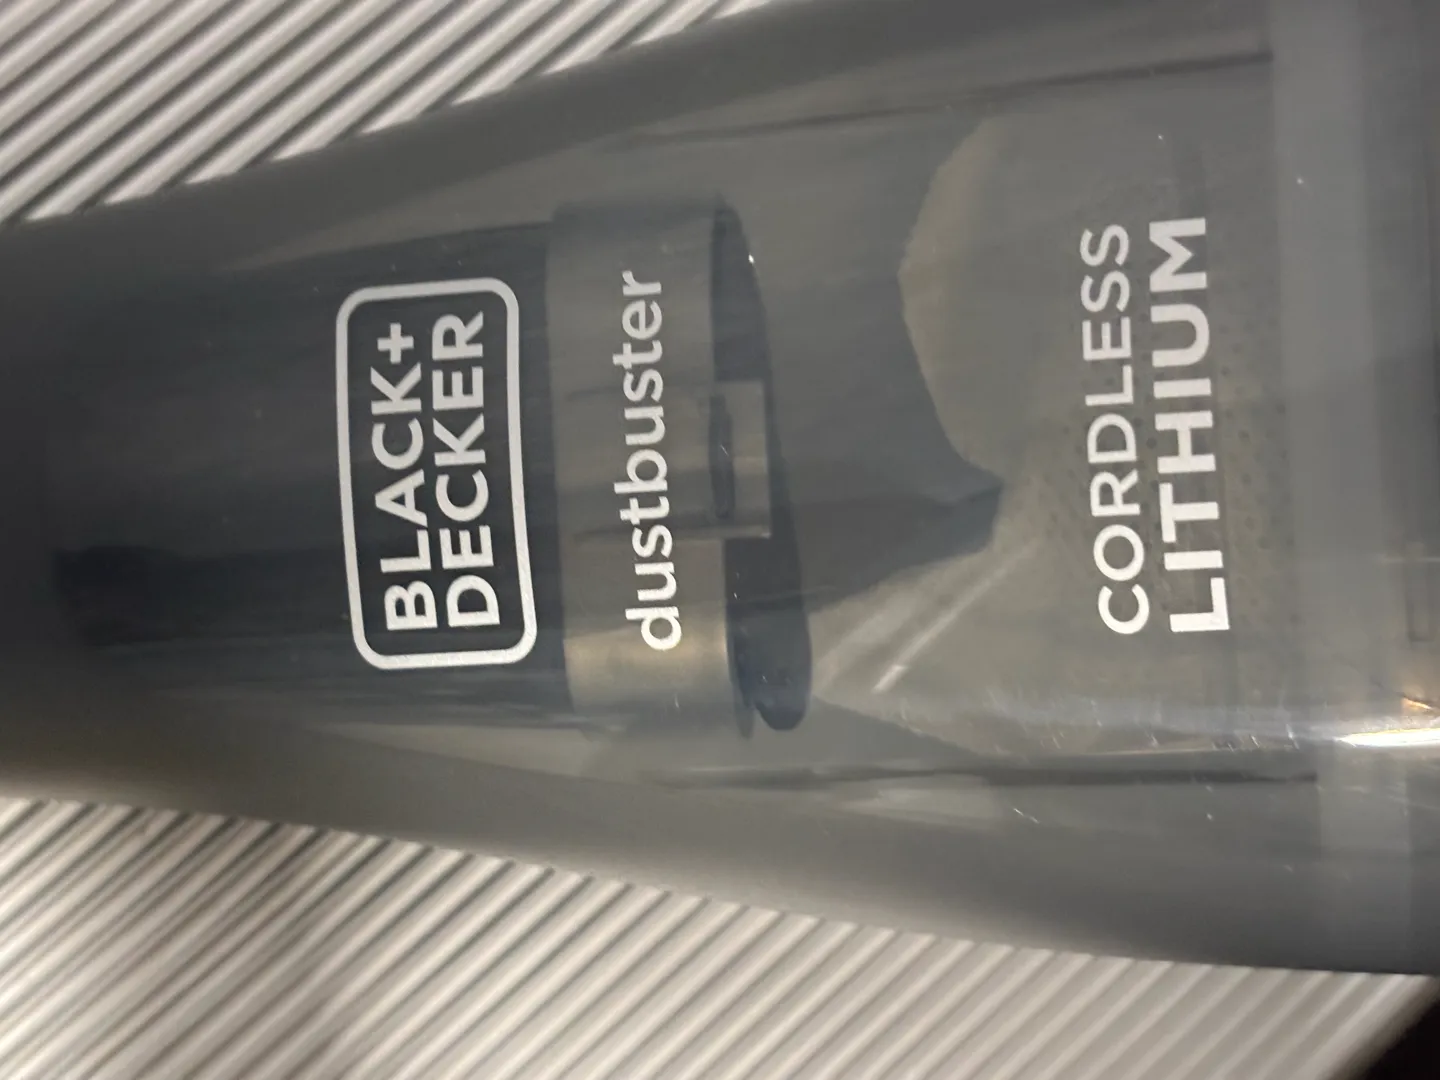 BLACK+
DECKER
dustbuster
CORDLESS
LITHIUM